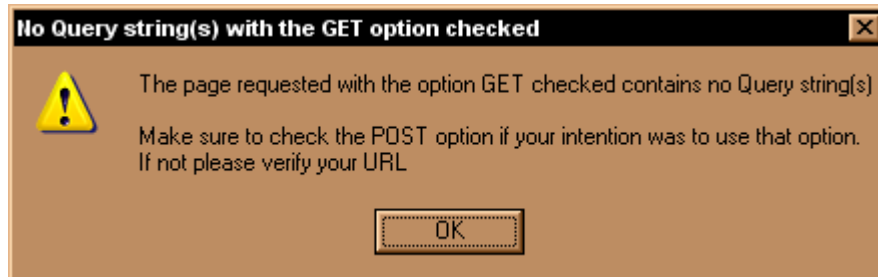 No Query string(s) with the GET option checked
The page requested with the option GET checked contains no Query string(s)
Make sure to check the POST option if your intention was to use that option.
If not please verify your URL
OK